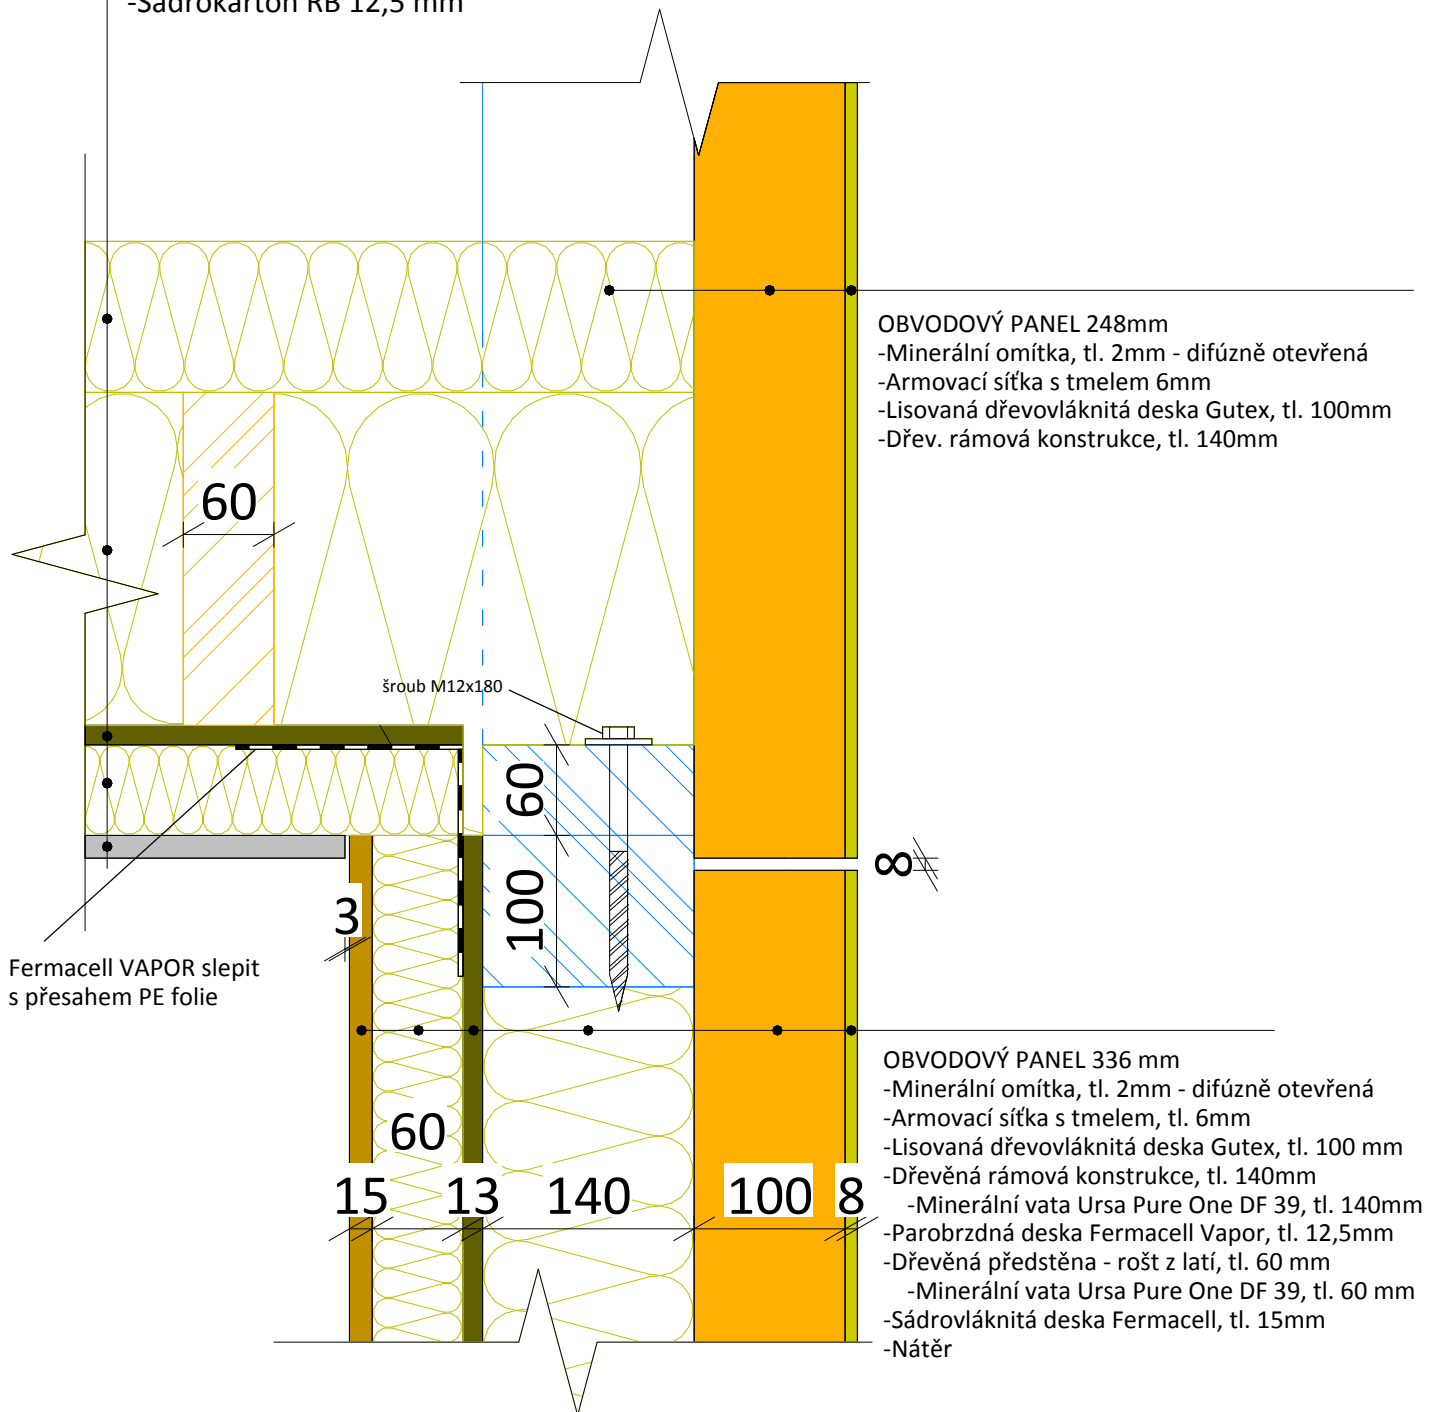 -Sádrokarton RB 12,5 mm
OBVODOVÝ PANEL 248mm
-Minerální omítka, tl. 2mm - difúzně otevřená
-Armovací síťka s tmelem 6mm
-Lisovaná dřevovláknitá deska Gutex, tl. 100mm
-Dřev. rámová konstrukce, tl. 140mm
60
šroub M12x180
60
100
8
3
Fermacell VAPOR slepit
s přesahem PE folie
60
15
13
140
100
8
OBVODOVÝ PANEL 336 mm
-Minerální omítka, tl. 2mm - difúzně otevřená
-Armovací síťka s tmelem, tl. 6mm
-Lisovaná dřevovláknitá deska Gutex, tl. 100 mm
-Dřevěná rámová konstrukce, tl. 140mm
-Minerální vata Ursa Pure One DF 39, tl. 140mm
-Parobrzdná deska Fermacell Vapor, tl. 12,5mm
-Dřevěná předstěna - rošt z latí, tl. 60 mm
-Minerální vata Ursa Pure One DF 39, tl. 60 mm
-Sádrovláknitá deska Fermacell, tl. 15mm
-Nátěr